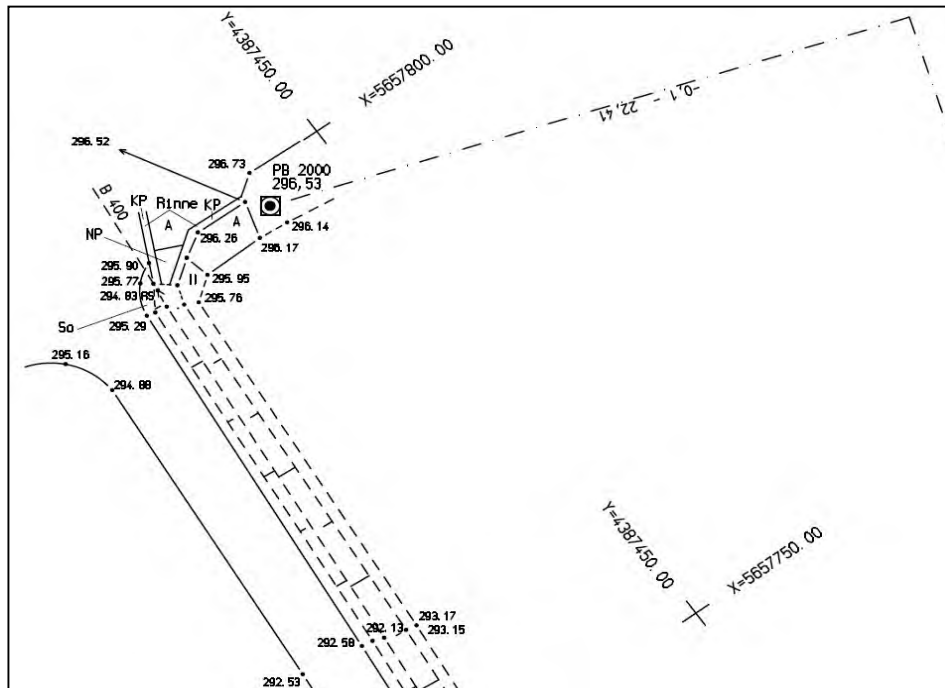 Y=4387450.00
X=5657800.00
-0,1 - 22,41
296.52
296.73
PB 2000
296,53
B 400
KP
Rinne
KP
A
A
NP
296.26
296.14
296.17
295.90
295.77
295.95
294.83 RS
295.76
So
295.29
II
295.16
294.88
Y=4387450.00
X=5657750.00
293.17
292.13
293.15
292.58
292.53